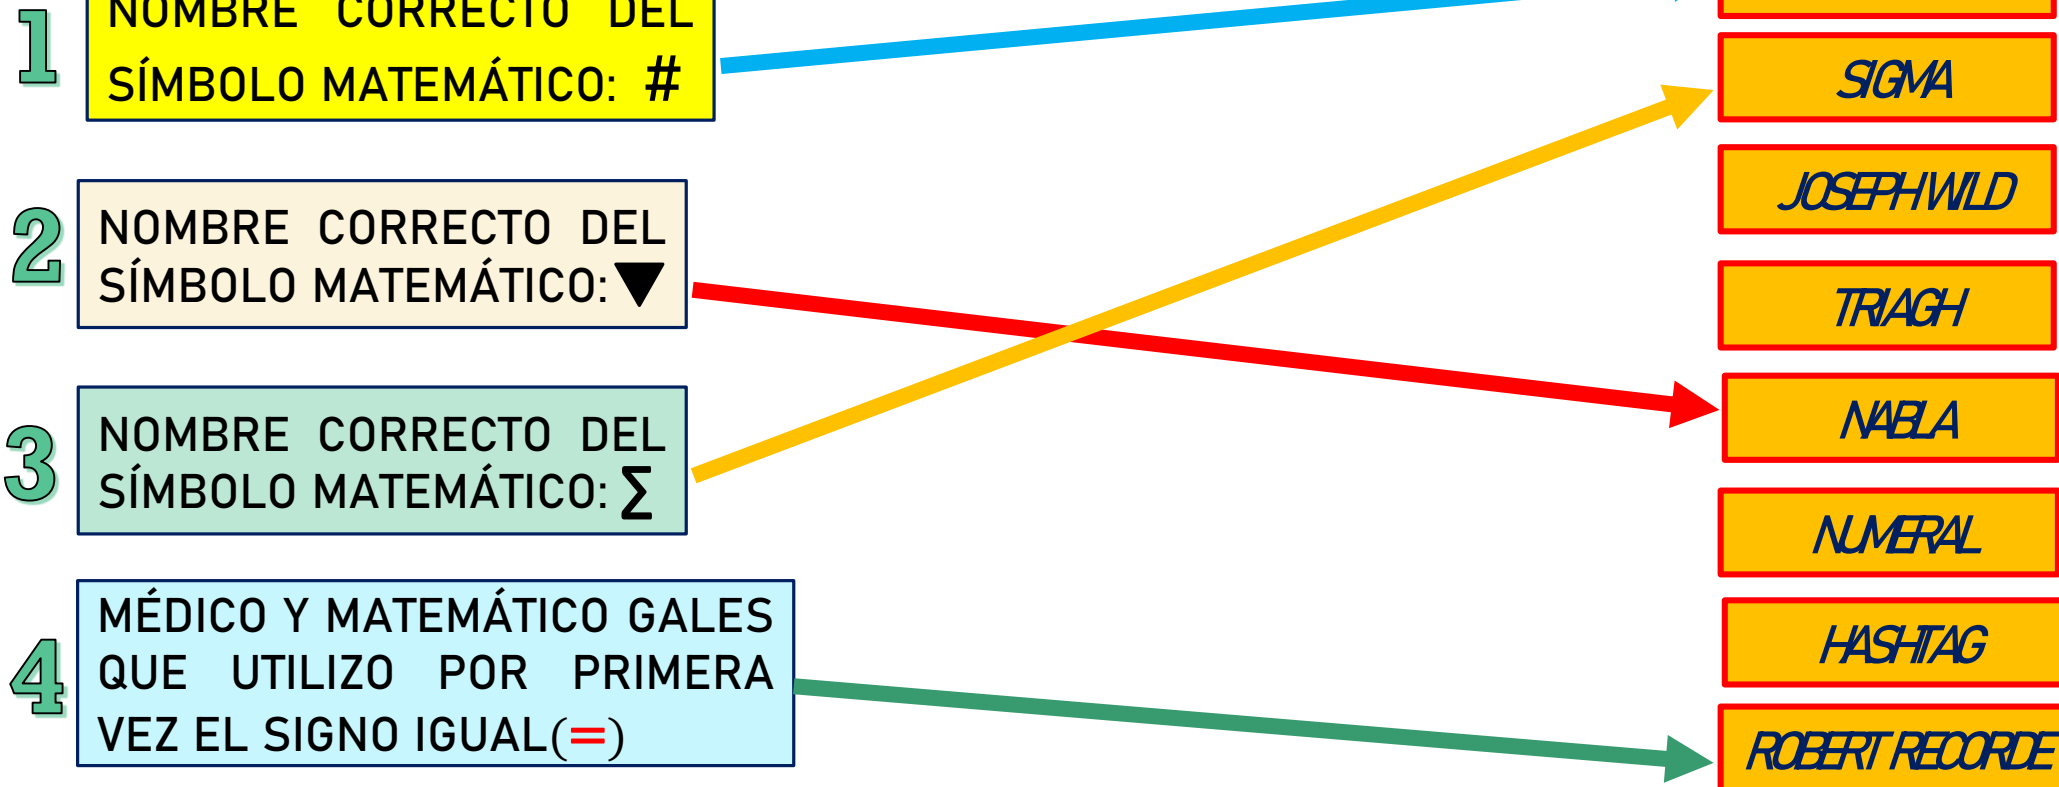 1
NOMBRE CORRECTO DEL
SÍMBOLO MATEMÁTICO: #
2
NOMBRE CORRECTO DEL
SÍMBOLO MATEMÁTICO:▼
3
NOMBRE CORRECTO DEL
SÍMBOLO MATEMÁTICO:∑
4
MÉDICO Y MATEMÁTICO GALES
QUE UTILIZO POR PRIMERA
VEZ EL SIGNO IGUAL(=)
SIGMA
JOSEPH WILD
TRIAGH
NABLA
NUMERAL
HASHTAG
ROBERT RECORDE